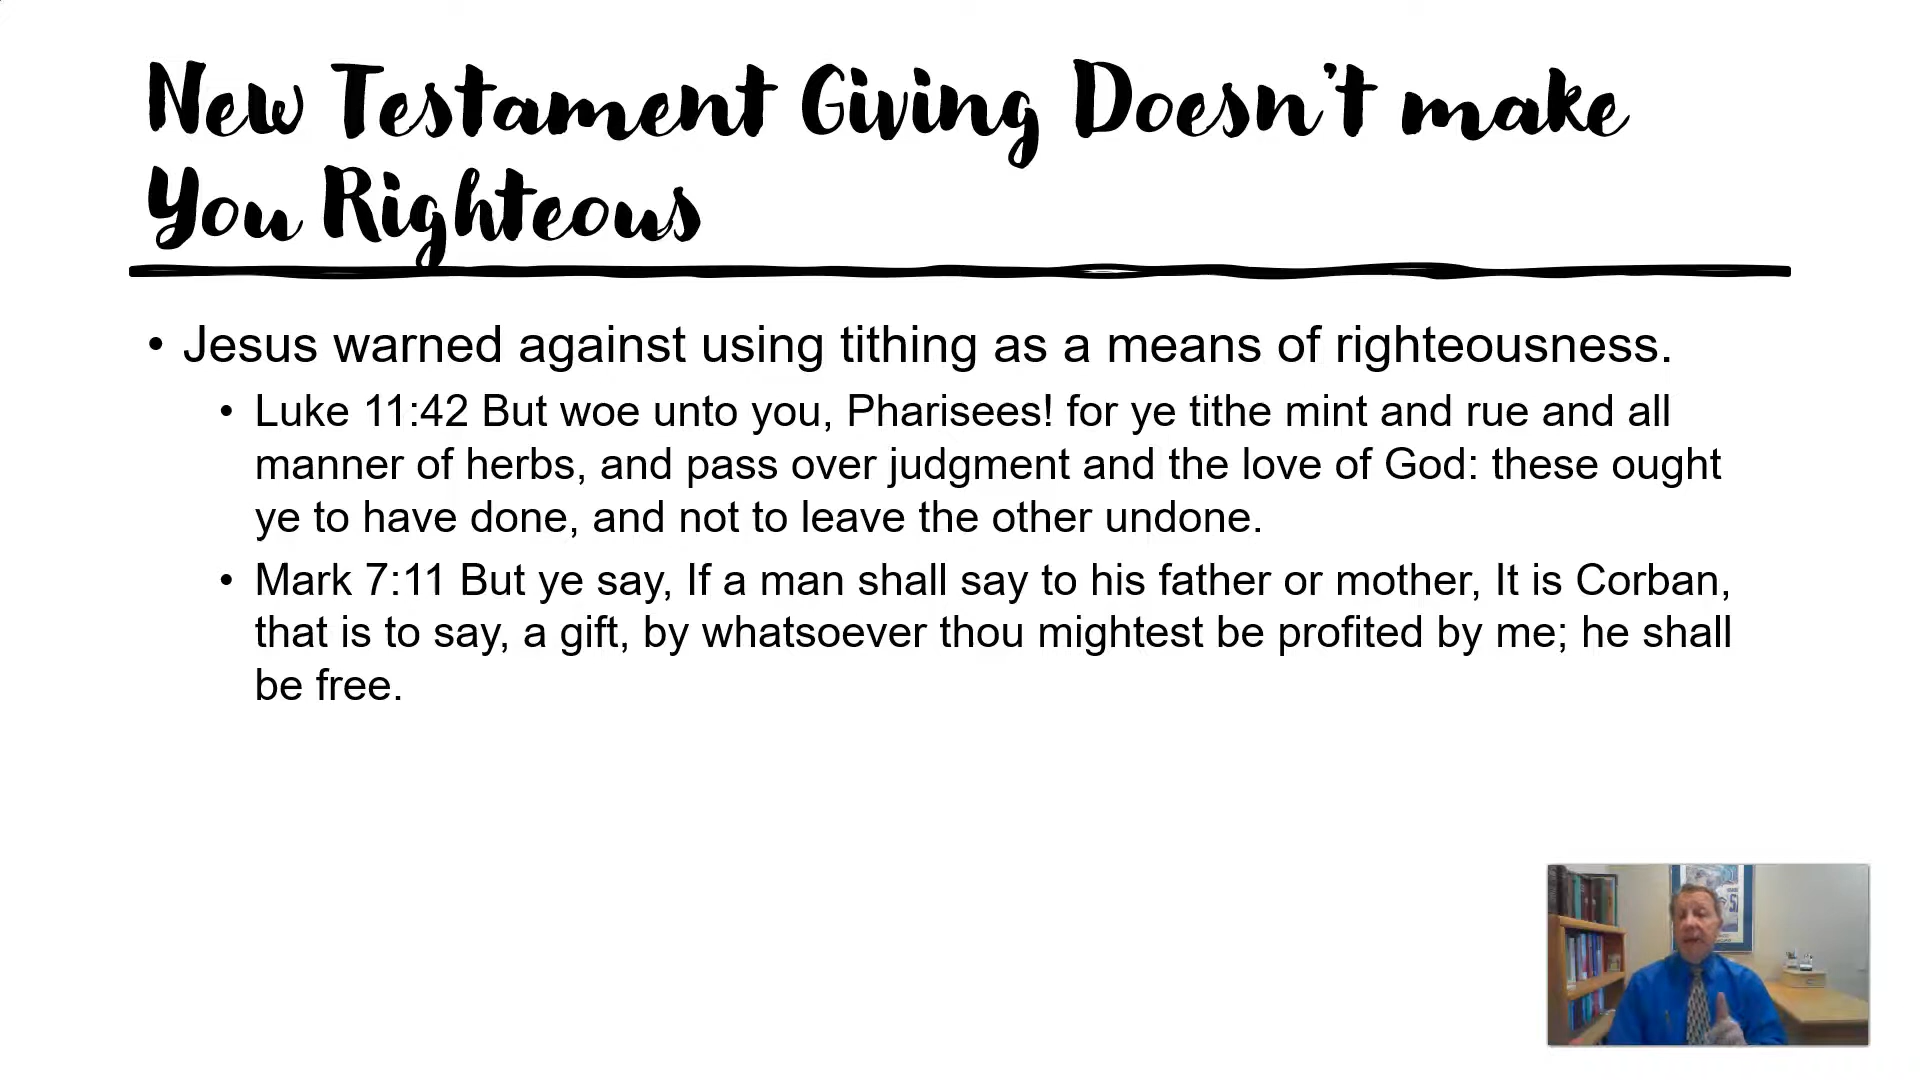 New Testament Giving Doesn't make
You Righteous
• Jesus warned against using tithing as a means of righteousness.
• Luke 11:42 But woe unto you, Pharisees! for ye tithe mint and rue and all
manner of herbs, and pass over judgment and the love of God: these ought
ye to have done, and not to leave the other undone.
• Mark 7:11 But ye say, If a man shall say to his father or mother, It is Corban,
that is to say, a gift, by whatsoever thou mightest be profited by me; he shall
be free.